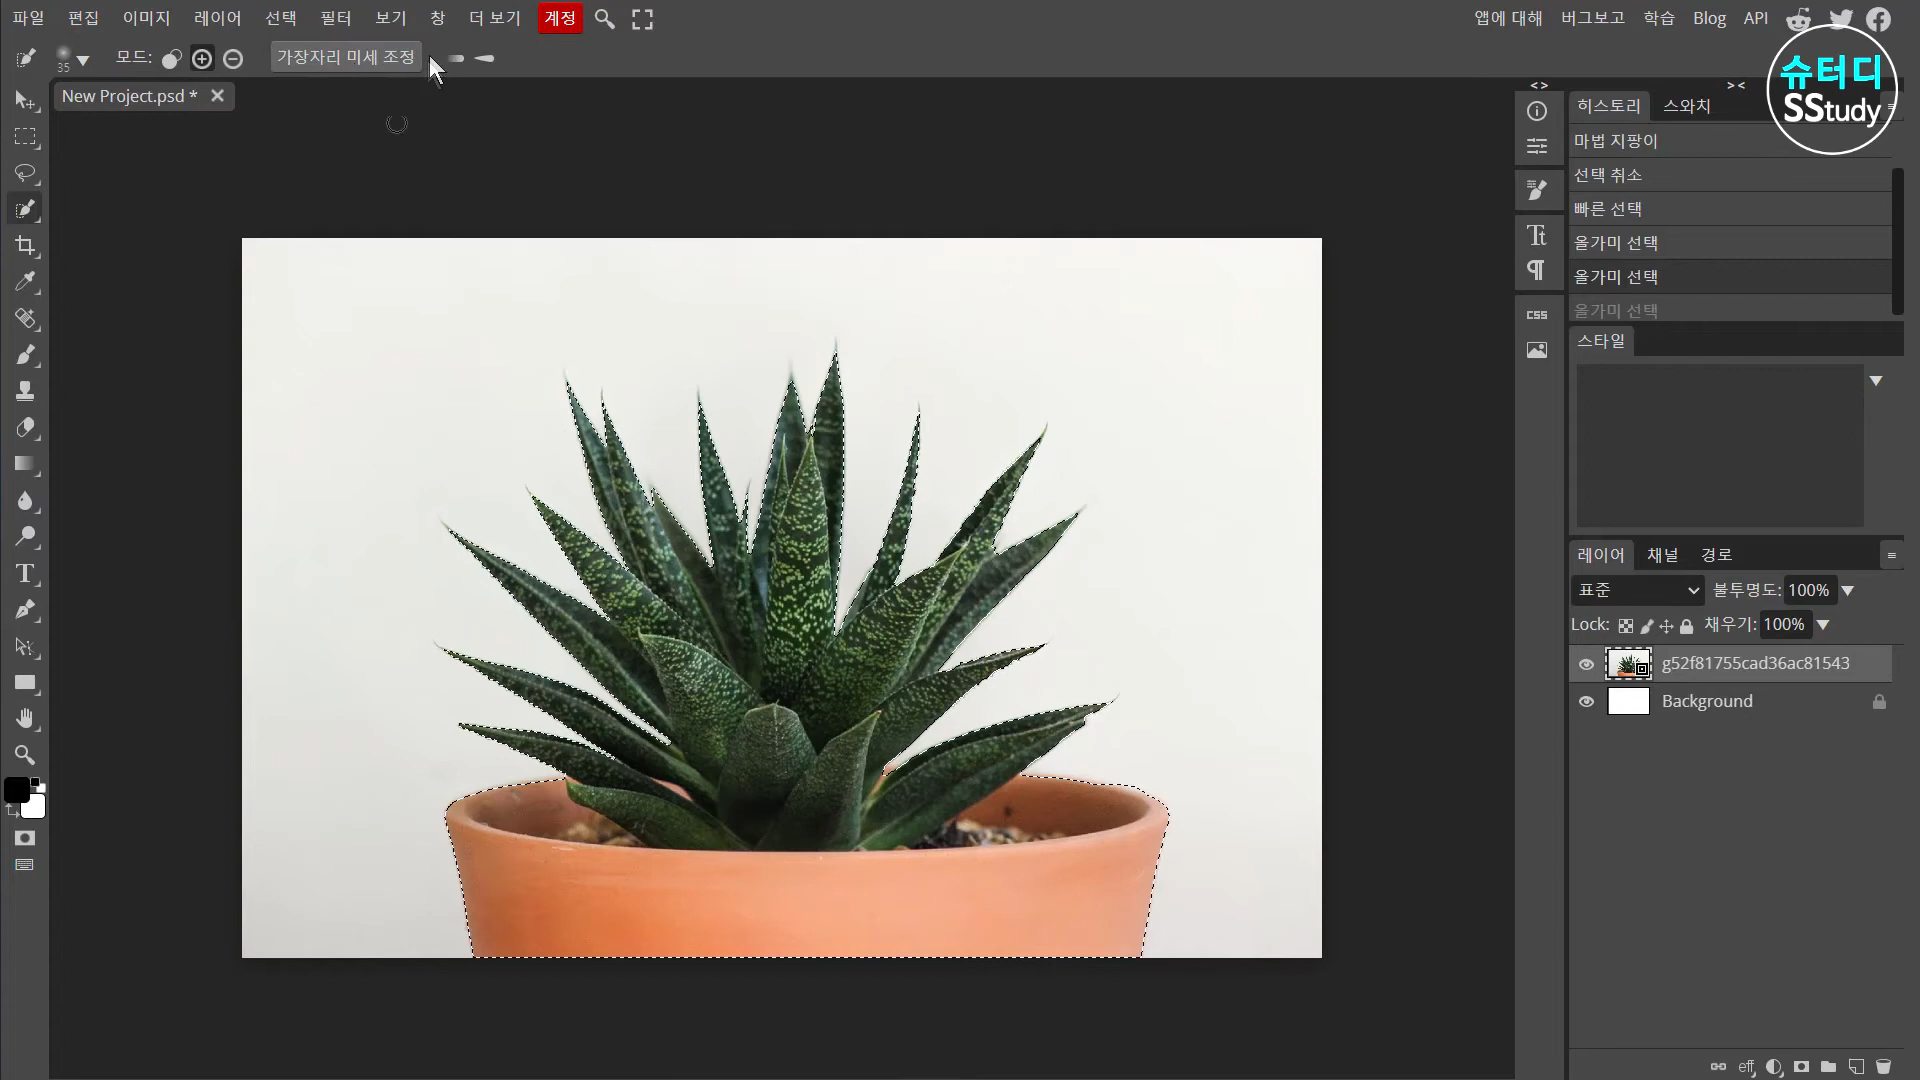 파일 편집 이미지 레이어 선택 필터 보기 창 더 보기 계정 앱에 대해 버그보고 학습 Blog API
35 모드: 가장자리 미세 조정
슈터디
SStudy
New Project.psd *
< > > <
히스토리 스와치
마법 지팡이
선택 취소
빠른 선택
올가미 선택
올가미 선택
올가미 선택
CSS
스타일
레이어 채널 경로
표준 불투명도: 100%
Lock: 채우기: 100%
g52f81755cad36ac81543
Background
eff